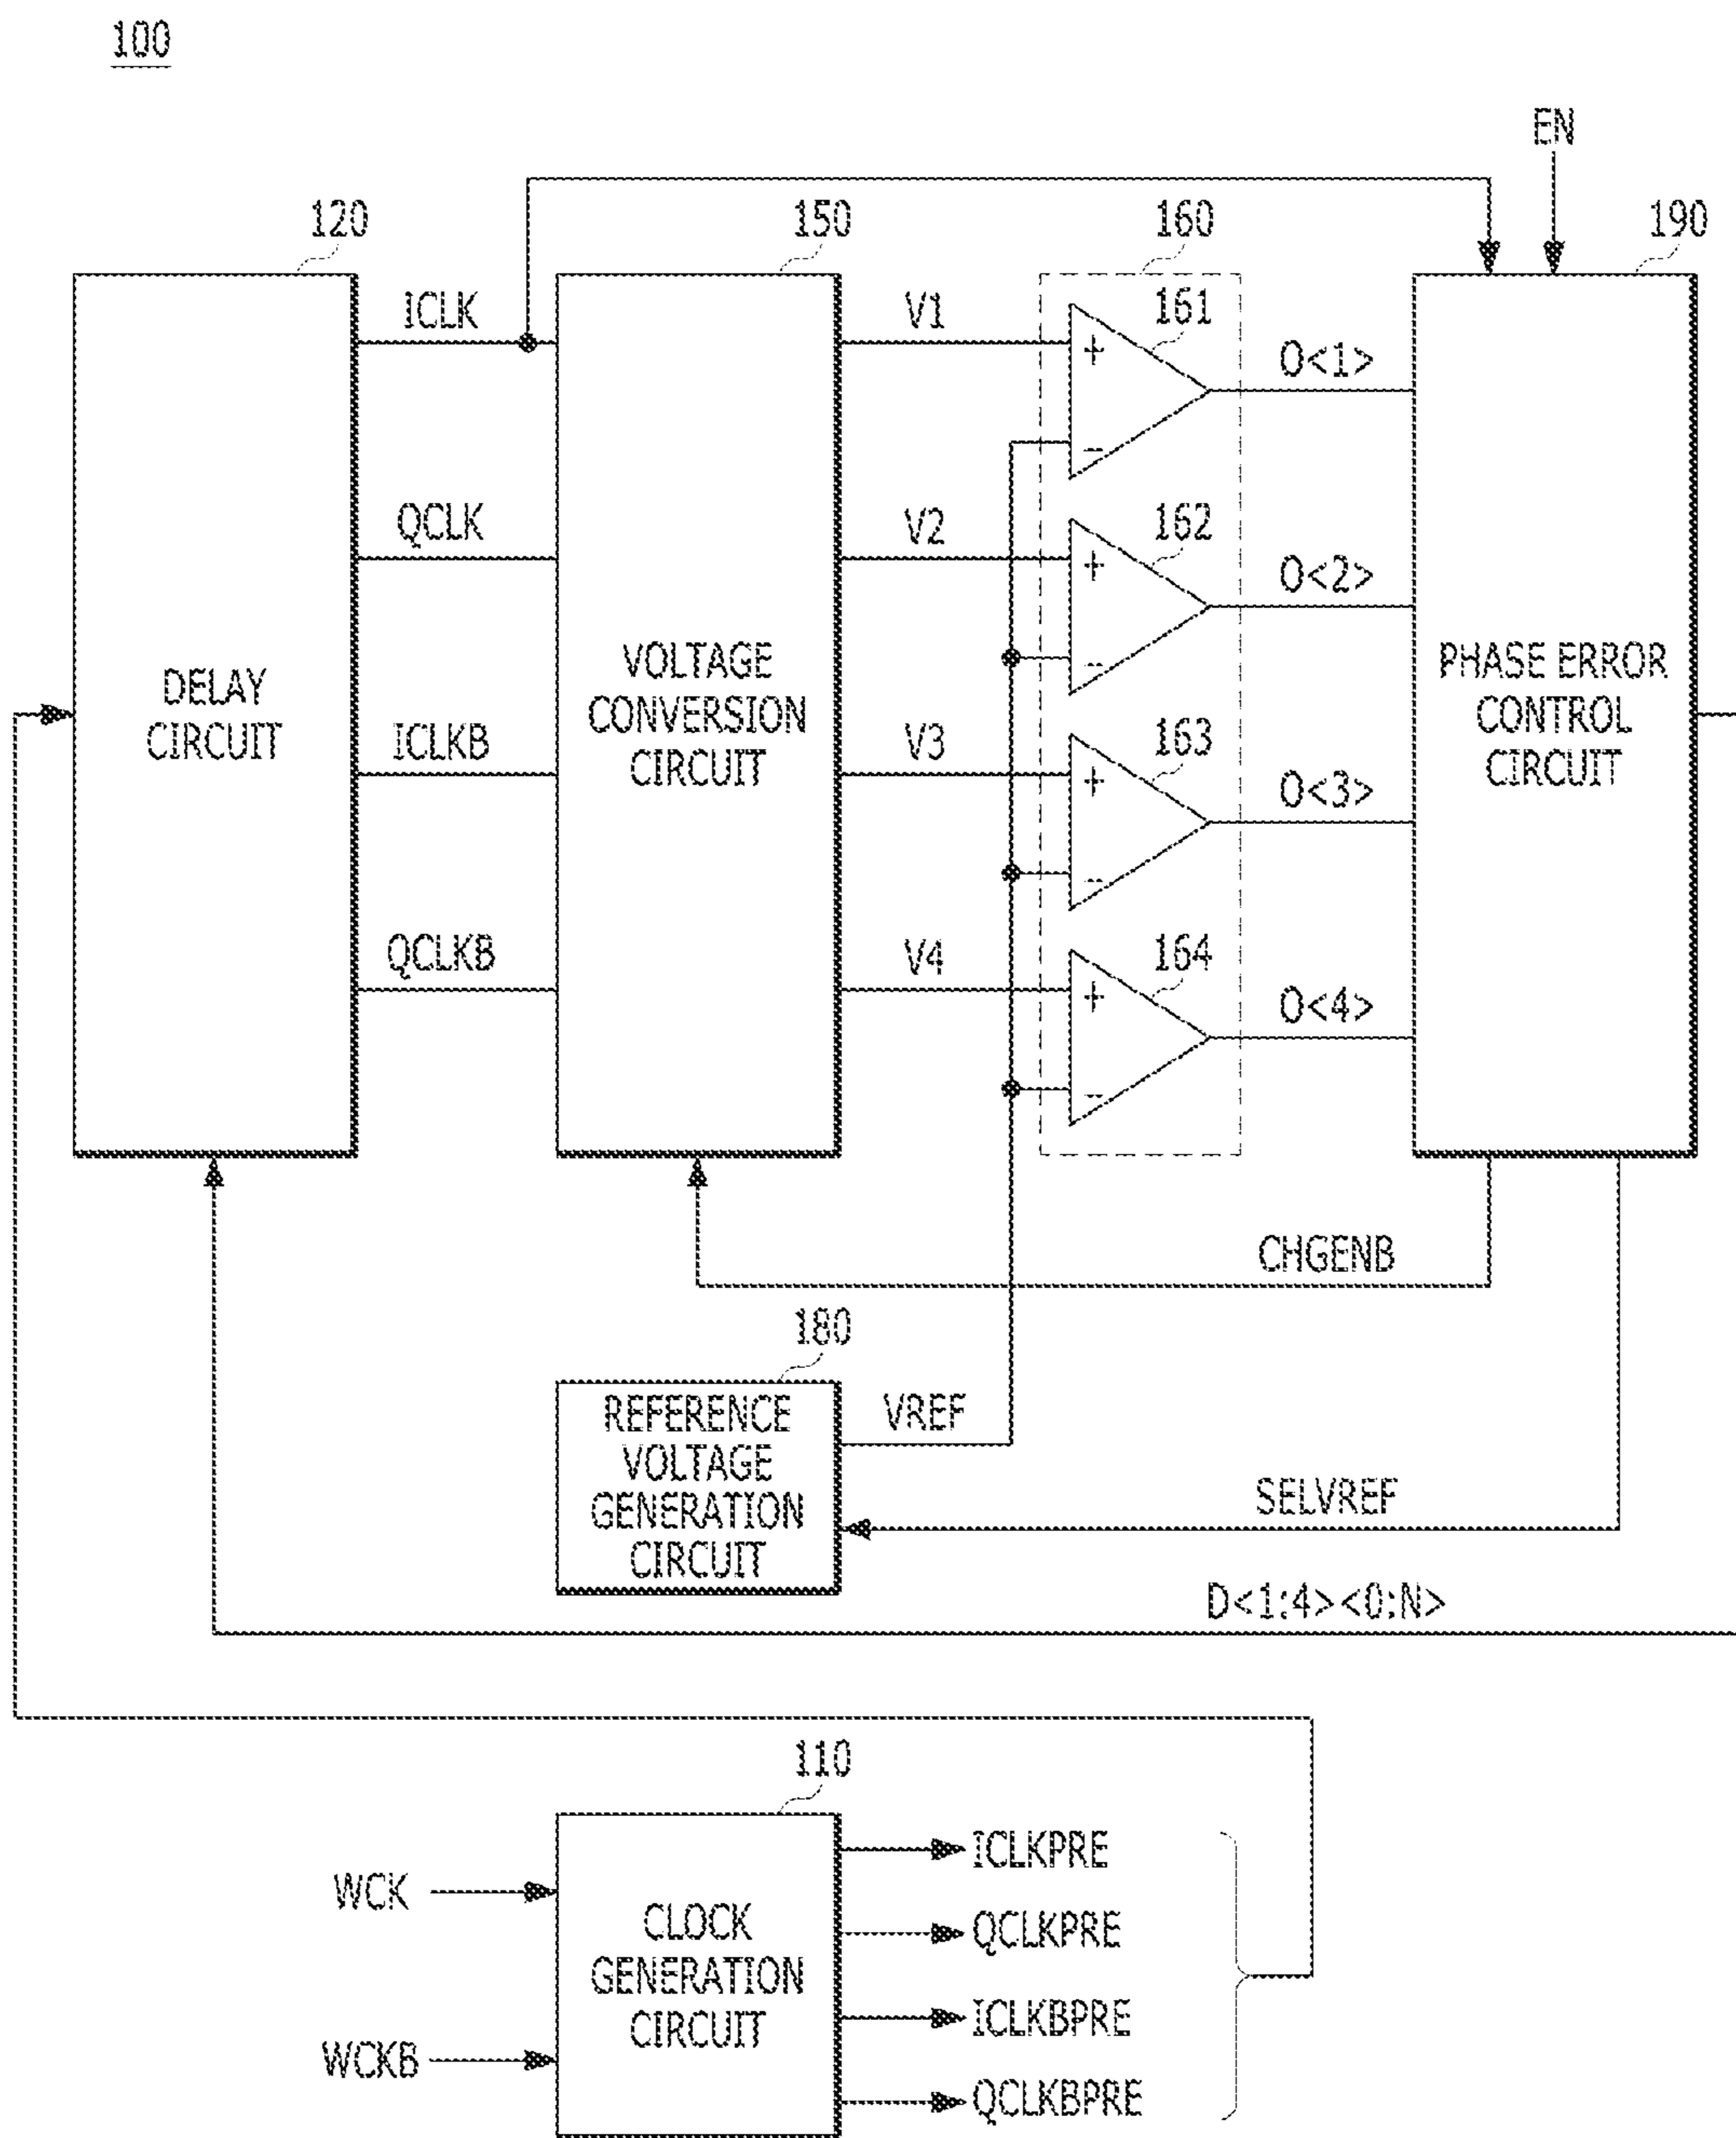 100
EN
120
150
160
190
ICLK
V1
161
O<1>
+
−
QCLK
V2
162
O<2>
+
−
DELAY
CIRCUIT
VOLTAGE
CONVERSION
CIRCUIT
PHASE ERROR
CONTROL
CIRCUIT
ICLKB
V3
163
O<3>
+
−
QCLKB
V4
164
O<4>
+
−
CHGENB
180
REFERENCE
VOLTAGE
GENERATION
CIRCUIT
VREF
SELVREF
D<1:4><0:N>
110
WCK
WCKB
CLOCK
GENERATION
CIRCUIT
ICLKPRE
QCLKPRE
ICLKBPRE
QCLKBPRE